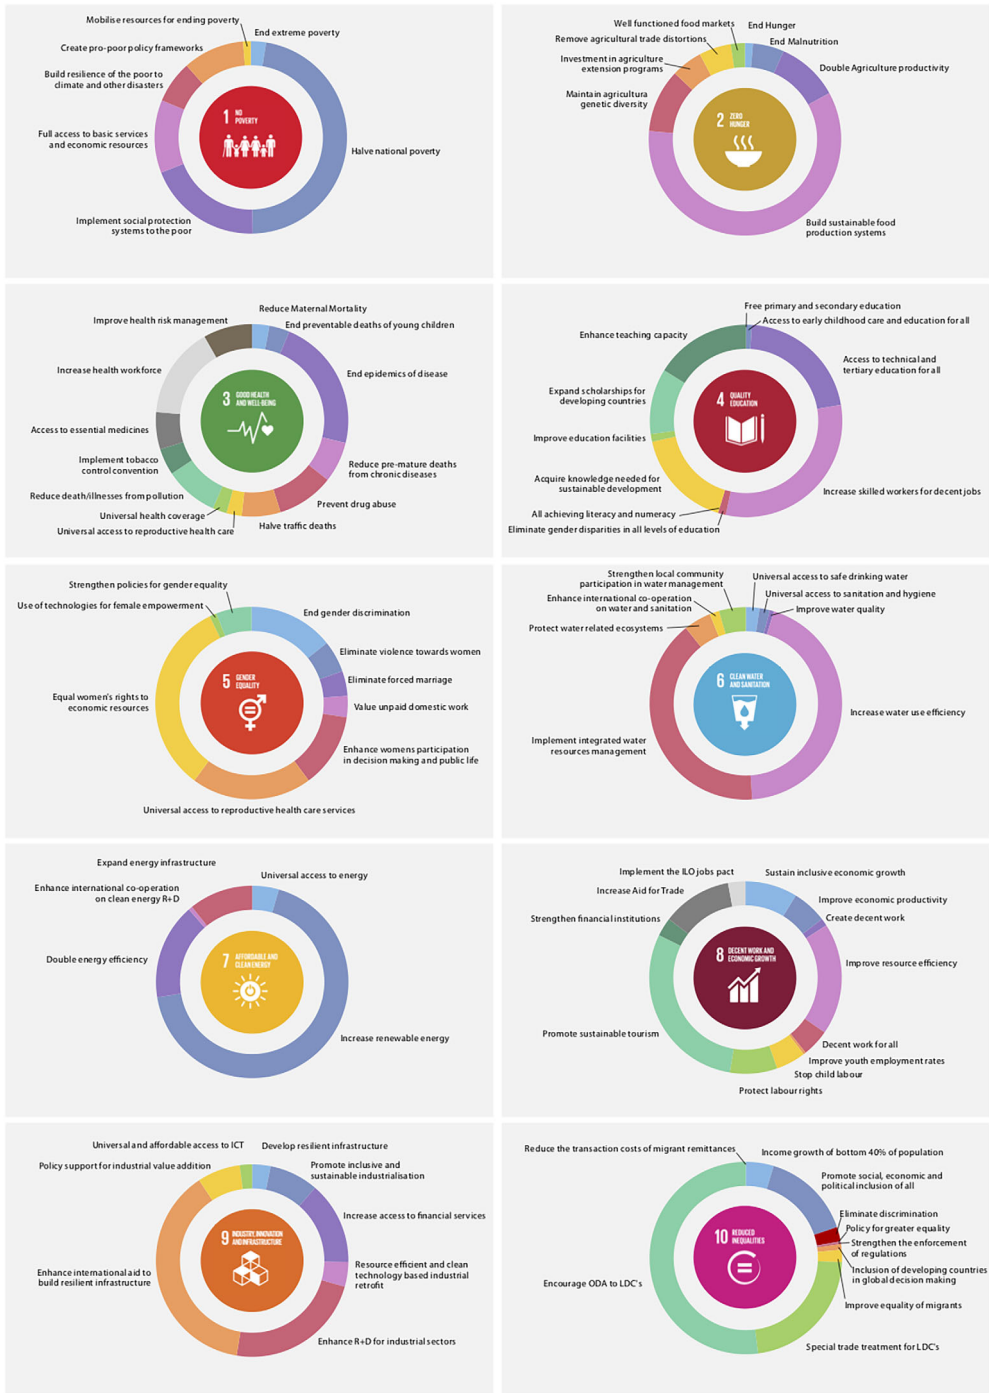 Mobilise resources for ending poverty
End extreme poverty
Create pro-poor policy frameworks
Build resilience of the poor to
climate and other disasters
Full access to basic services
and economic resources
Halve national poverty
Implement social protection
systems to the poor
1 NO
POVERTY
Well functioned food markets
End Hunger
Remove agricultural trade distortions
End Malnutrition
Investment in agriculture
extension programs
Double Agriculture productivity
Maintain agricultura
genetic diversity
Build sustainable food
production systems
2 ZERO
HUNGER
Reduce Maternal Mortality
Improve health risk management
End preventable deaths of young children
Increase health workforce
End epidemics of disease
Access to essential medicines
Implement tobacco
control convention
Reduce pre-mature deaths
from chronic diseases
Reduce death/illnesses from pollution
Prevent drug abuse
Universal health coverage
Halve traffic deaths
Universal access to reproductive health care
3 GOOD HEALTH
AND WELL-BEING
Free primary and secondary education
Access to early childhood care and education for all
Enhance teaching capacity
Access to technical and
tertiary education for all
Expand scholarships for
developing countries
Improve education facilities
Acquire knowledge needed for
sustainable development
Increase skilled workers for decent jobs
All achieving literacy and numeracy
Eliminate gender disparities in all levels of education
4 QUALITY
EDUCATION
Strengthen policies for gender equality
Use of technologies for female empowerment
End gender discrimination
Eliminate violence towards women
Eliminate forced marriage
Equal women's rights to
economic resources
Value unpaid domestic work
Enhance womens participation
in decision making and public life
Universal access to reproductive health care services
5 GENDER
EQUALITY
Strengthen local community
participation in water management
Universal access to safe drinking water
Enhance international co-operation
on water and sanitation
Universal access to sanitation and hygiene
Improve water quality
Protect water related ecosystems
Increase water use efficiency
Implement integrated water
resources management
6 CLEAN WATER
AND SANITATION
Expand energy infrastructure
Universal access to energy
Enhance international co-operation
on clean energy R+D
Double energy efficiency
Increase renewable energy
7 AFFORDABLE AND
CLEAN ENERGY
Implement the ILO jobs pact
Sustain inclusive economic growth
Increase Aid for Trade
Improve economic productivity
Strengthen financial institutions
Create decent work
Improve resource efficiency
Promote sustainable tourism
Decent work for all
Improve youth employment rates
Stop child labour
Protect labour rights
8 DECENT WORK AND
ECONOMIC GROWTH
Universal and affordable access to ICT
Develop resilient infrastructure
Policy support for industrial value addition
Promote inclusive and
sustainable industrialisation
Increase access to financial services
Enhance international aid to
build resilient infrastructure
Resource efficient and clean
technology based industrial
retrofit
Enhance R+D for industrial sectors
9 INDUSTRY, INNOVATION
AND INFRASTRUCTURE
Reduce the transaction costs of migrant remittances
Income growth of bottom 40% of population
Promote social, economic and
political inclusion of all
Eliminate discrimination
Policy for greater equality
Strengthen the enforcement
of regulations
Inclusion of developing countries
in global decision making
Encourage ODA to LDC's
Improve equality of migrants
Special trade treatment for LDC's
10 REDUCED
INEQUALITIES